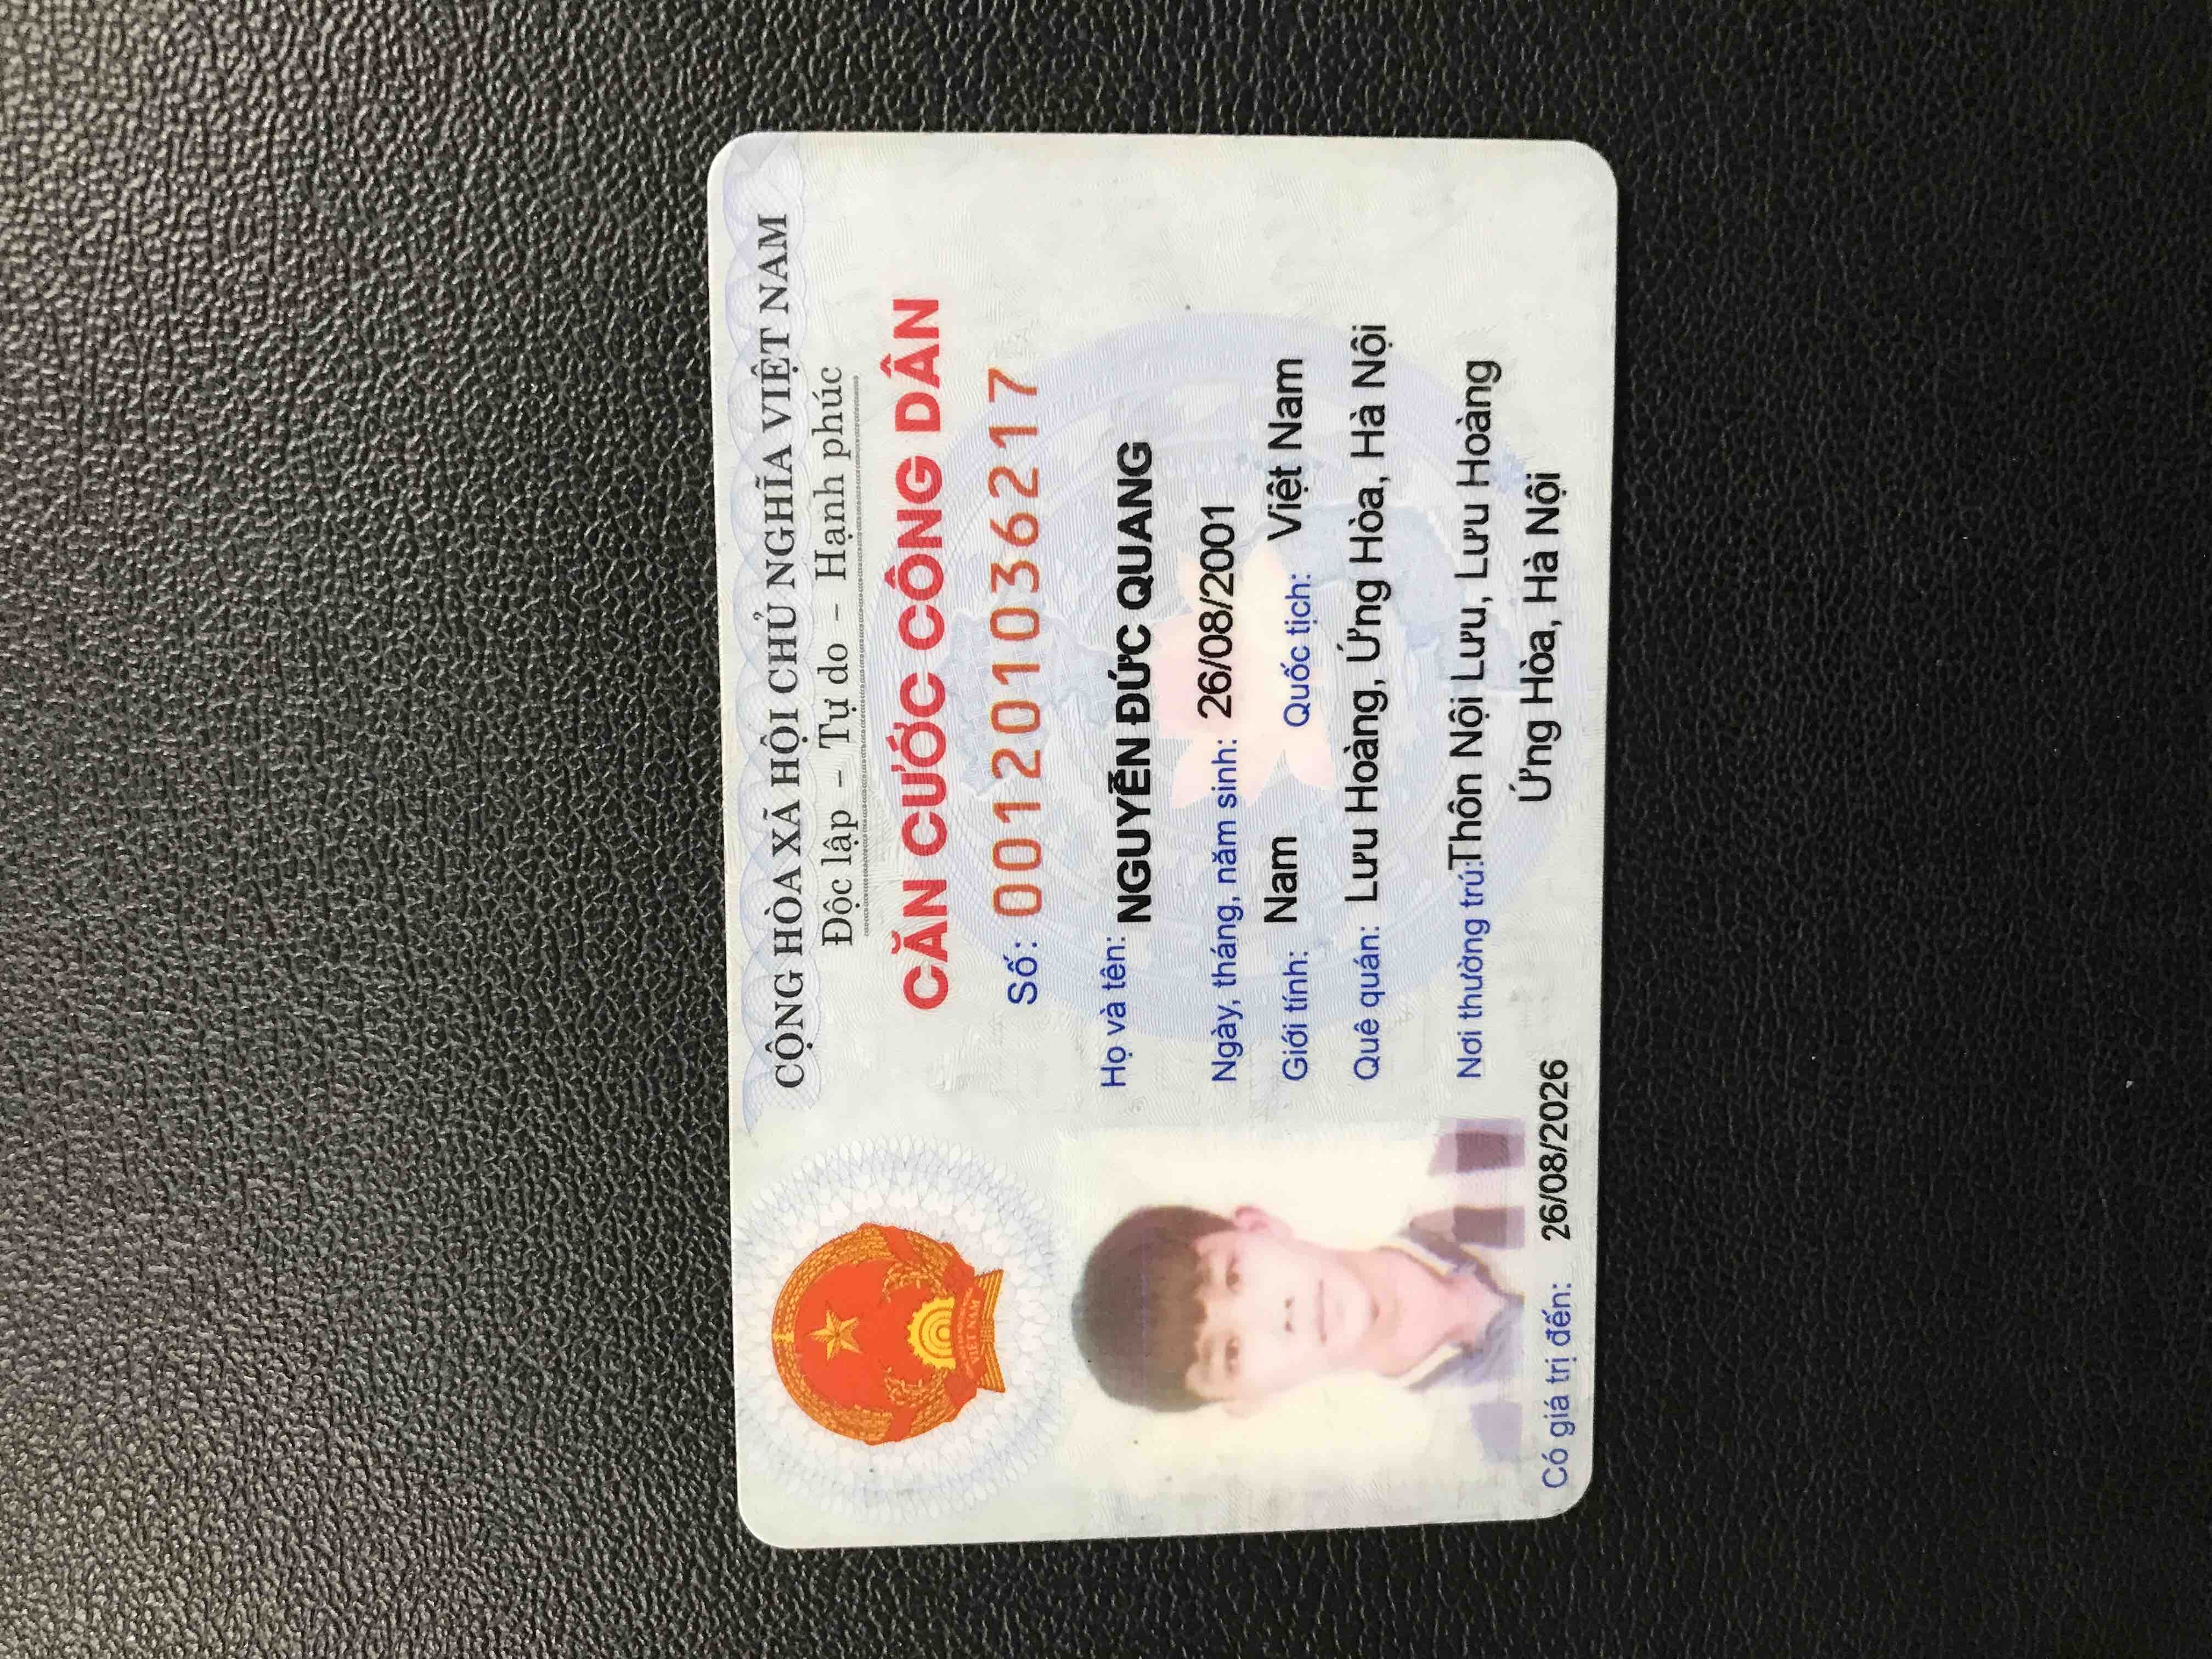 CỘNG HÒA XÃ HỘI CHỦ NGHĨA VIỆT NAM
Độc lập – Tự do – Hạnh phúc
CĂN CƯỚC CÔNG DÂN
Số: 001201036217
Họ và tên: NGUYỄN ĐỨC QUANG
Ngày, tháng, năm sinh: 26/08/2001
Giới tính: Nam Quốc tịch: Việt Nam
Quê quán: Lưu Hoàng, Ứng Hòa, Hà Nội
Nơi thường trú: Thôn Nội Lưu, Lưu Hoàng
Ứng Hòa, Hà Nội
Có giá trị đến: 26/08/2026
VIỆT NAM